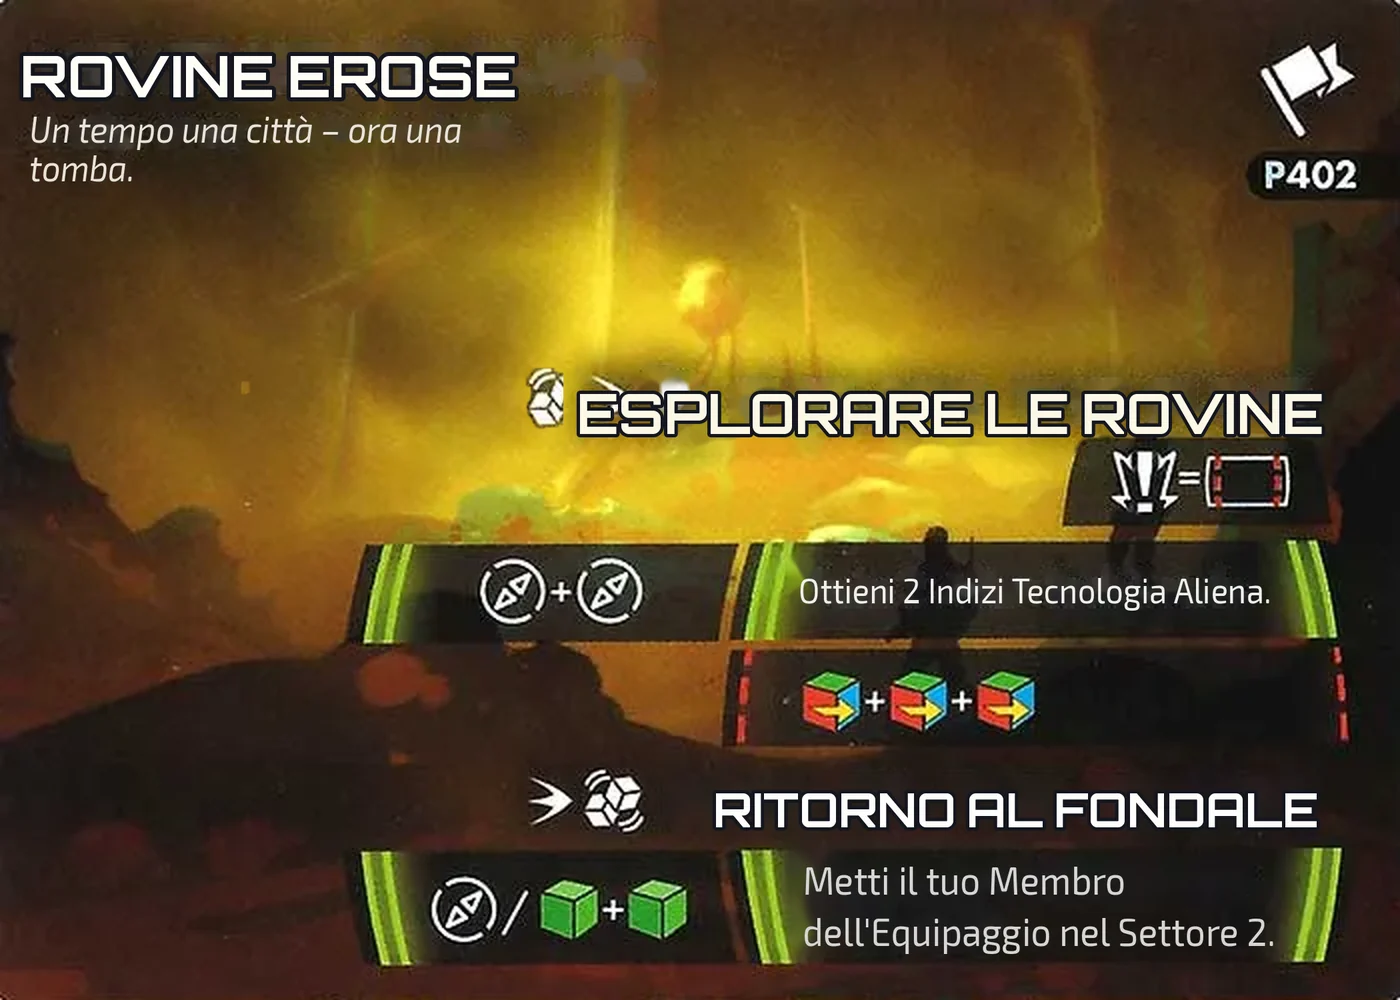 ROVINE EROSE
Un tempo una città – ora una
tomba.
P402
ESPLORARE LE ROVINE
Ottieni 2 Indizi Tecnologia Aliena.
RITORNO AL FONDALE
Metti il tuo Membro
dell'Equipaggio nel Settore 2.